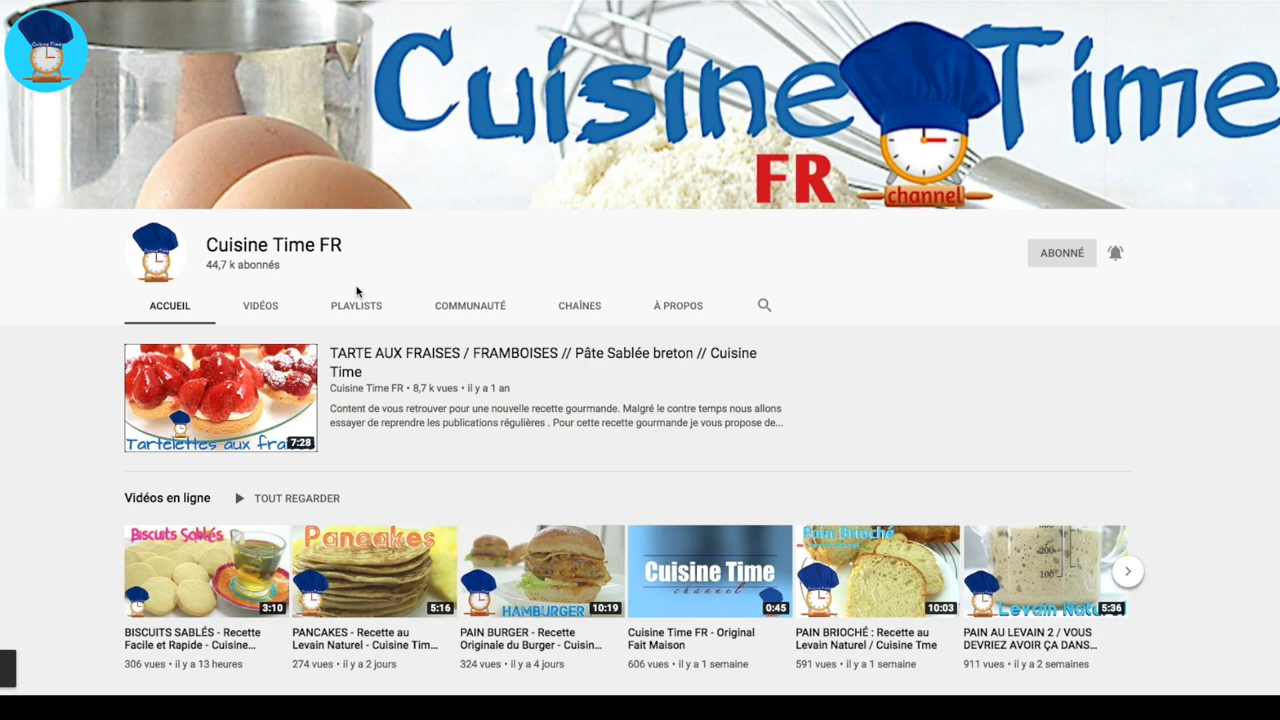 Cuisine Time
FR
channel
Cuisine Time
Cuisine Time FR
44,7 k abonnés
ABONNÉ
ACCUEIL
VIDÉOS
PLAYLISTS
COMMUNAUTÉ
CHAÎNES
À PROPOS
Tartelettes aux fra
7:28
TARTE AUX FRAISES / FRAMBOISES // Pâte Sablée breton // Cuisine
Time
Cuisine Time FR • 8,7 k vues • il y a 1 an
Content de vous retrouver pour une nouvelle recette gourmande. Malgré le contre temps nous allons
essayer de reprendre les publications régulières . Pour cette recette gourmande je vous propose de...
Vidéos en ligne
TOUT REGARDER
Biscuits Sablés
3:10
BISCUITS SABLÉS - Recette
Facile et Rapide - Cuisine...
306 vues • il y a 13 heures
Pancakes
5:16
PANCAKES - Recette au
Levain Naturel - Cuisine Tim...
274 vues • il y a 2 jours
HAMBURGER
10:19
PAIN BURGER - Recette
Originale du Burger - Cuisin...
324 vues • il y a 4 jours
Cuisine Time
channel
0:45
Cuisine Time FR - Original
Fait Maison
606 vues • il y a 1 semaine
Pain Brioché
10:03
PAIN BRIOCHÉ : Recette au
Levain Naturel / Cuisine Tme
591 vues • il y a 1 semaine
200
100
Levain Naturel
5:36
PAIN AU LEVAIN 2 / VOUS
DEVRIEZ AVOIR ÇA DANS...
911 vues • il y a 2 semaines